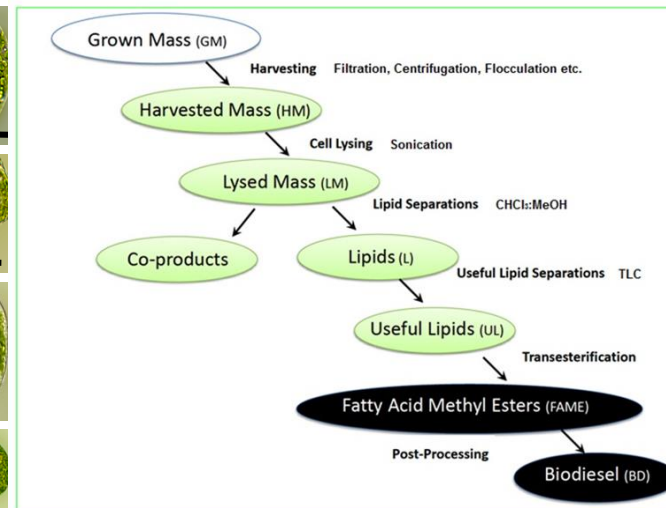 Grown Mass (GM)
Harvesting Filtration, Centrifugation, Flocculation etc.
Harvested Mass (HM)
Cell Lysing Sonication
Lysed Mass (LM)
Lipid Separations CHCl₃:MeOH
Co-products
Lipids (L)
Useful Lipid Separations TLC
Useful Lipids (UL)
Transesterification
Fatty Acid Methyl Esters (FAME)
Post-Processing
Biodiesel (BD)